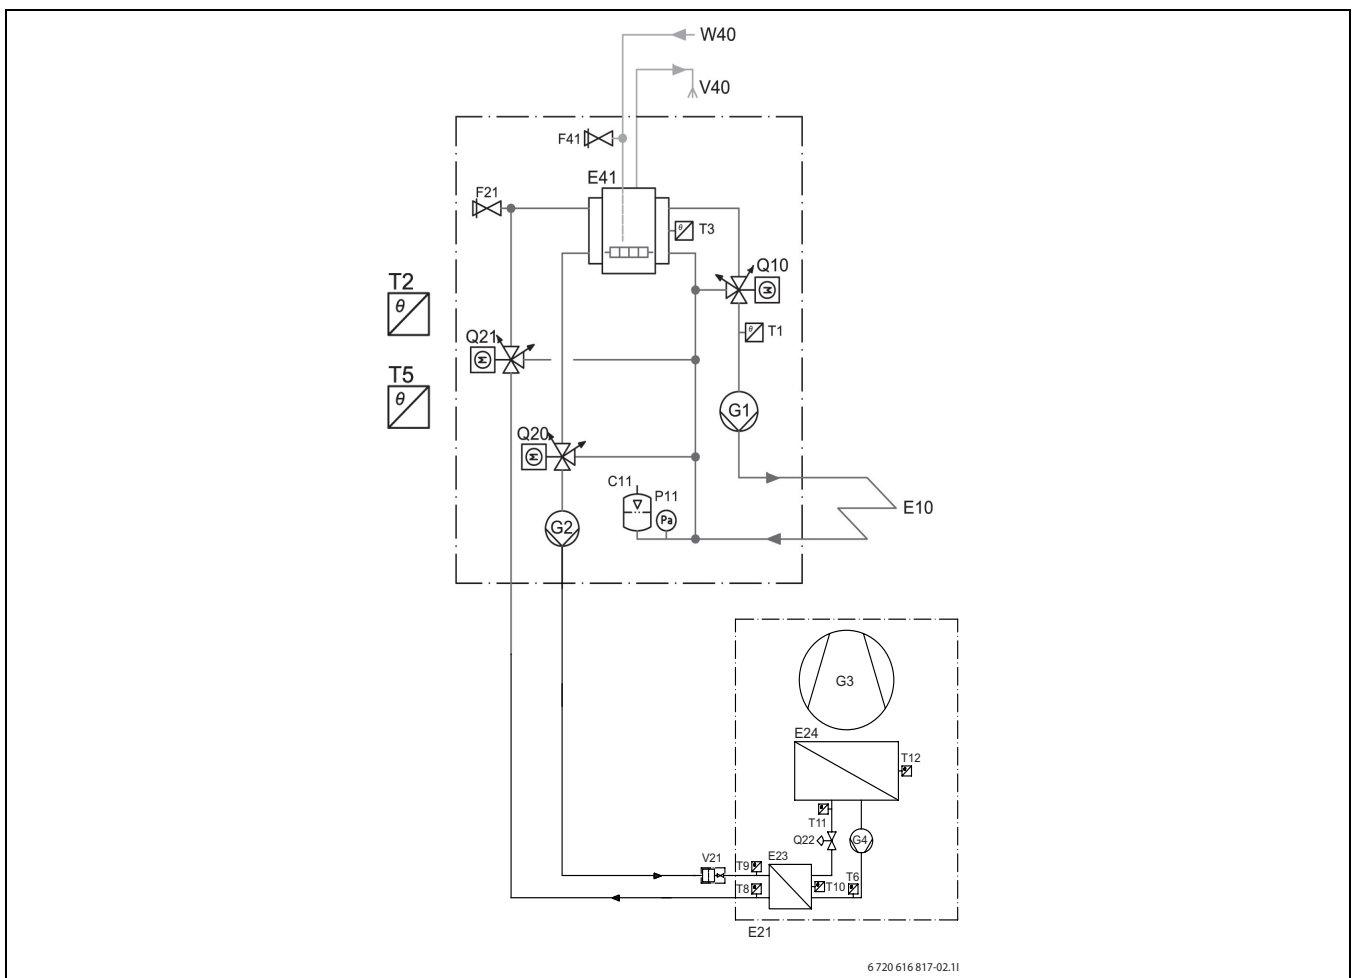 W40
V40
F41
E41
F21
θ T3
Q10
M
T2
θ
θ T1
Q21
M
T5
θ
G1
Q20
M
C11
P11
Pa
E10
G2
G3
E24
T12
T11
Q22
G4
V21
T9
E23
T8
T10
T6
E21
6 720 616 817-02.1I